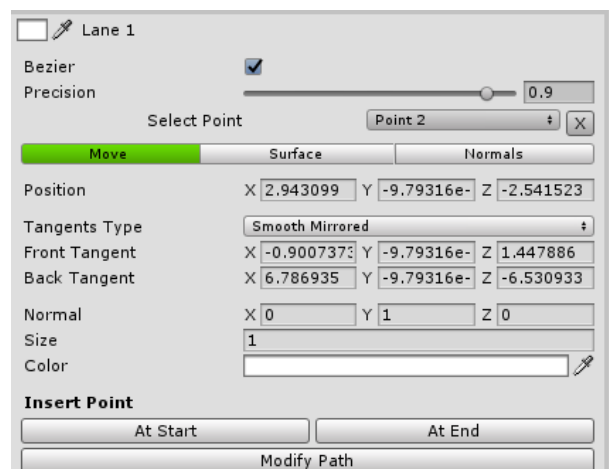 Lane 1
Bezier
Precision 0.9
Select Point Point 2 X
Move Surface Normals
Position X 2.943099 Y -9.79316e- Z -2.541523
Tangents Type Smooth Mirrored
Front Tangent X -0.9007373 Y -9.79316e- Z 1.447886
Back Tangent X 6.786935 Y -9.79316e- Z -6.530933
Normal X 0 Y 1 Z 0
Size 1
Color
Insert Point
At Start At End
Modify Path